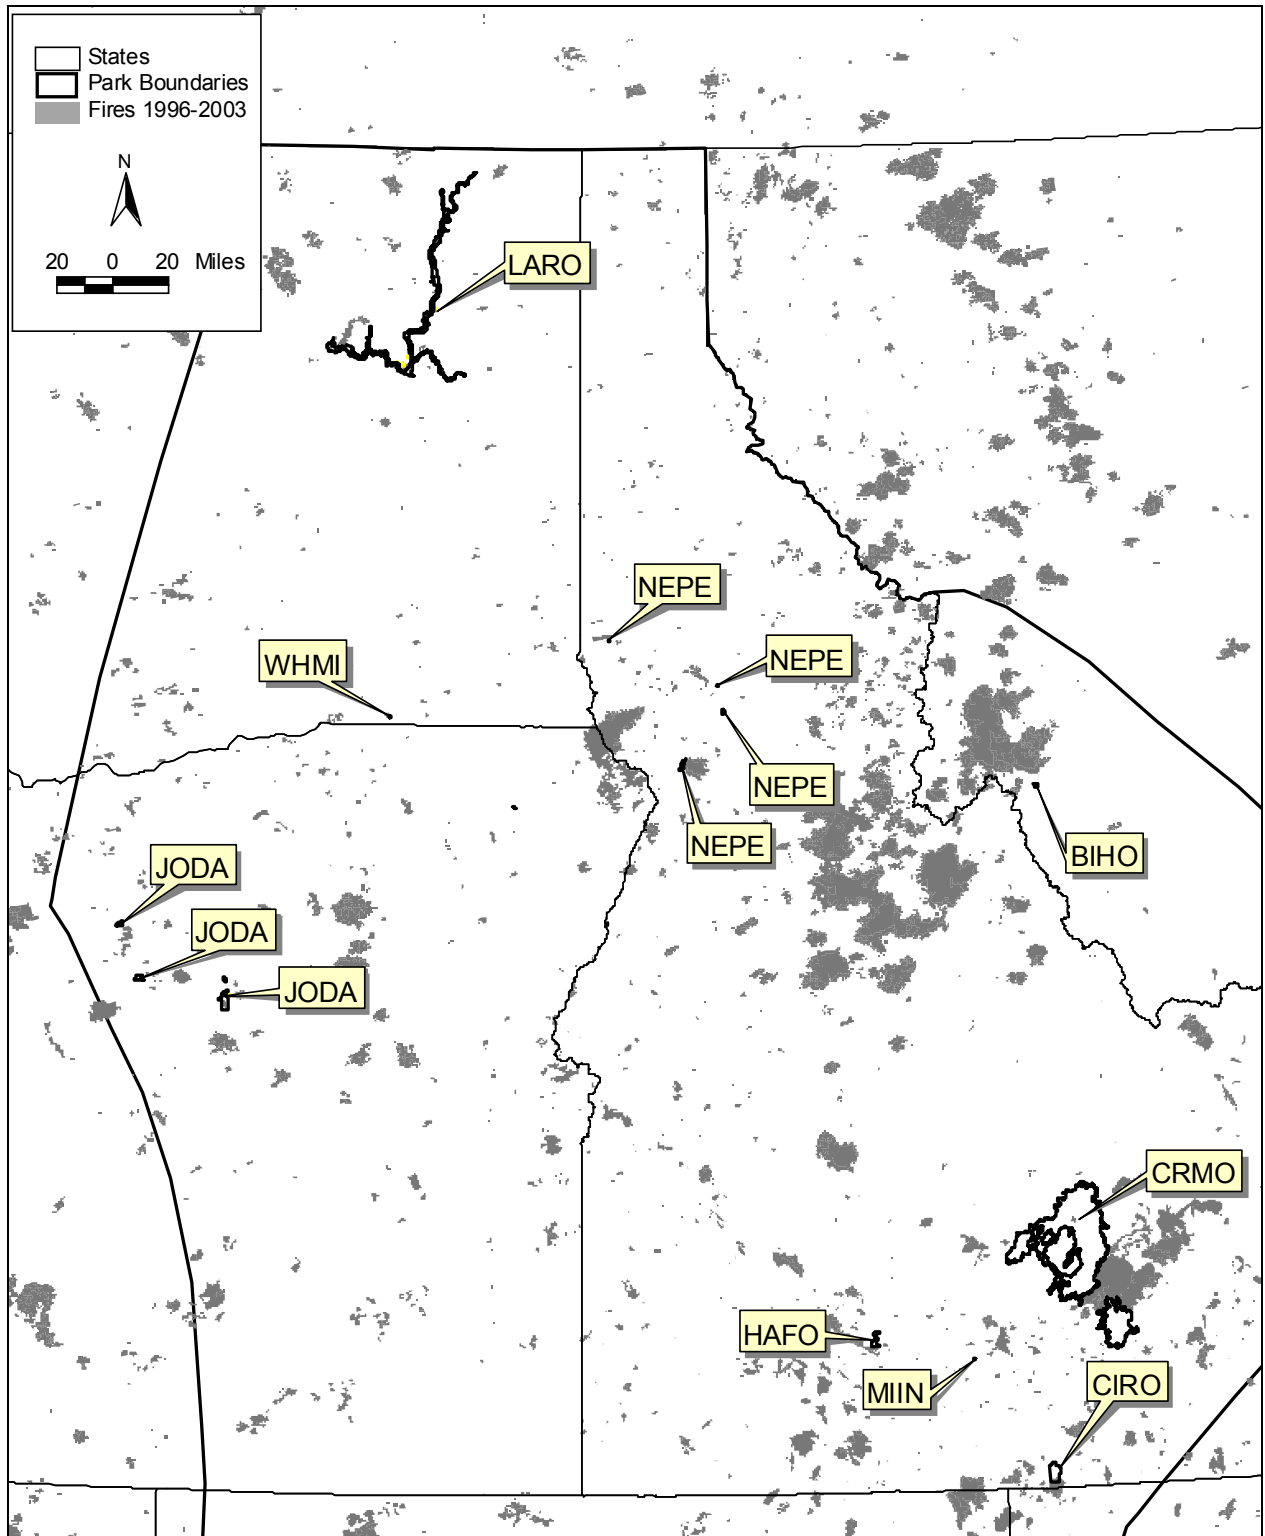 States
Park Boundaries
Fires 1996-2003
N
20 0 20 Miles
LARO
NEPE
WHMI
NEPE
NEPE
NEPE
BIHO
JODA
JODA
JODA
CRMO
HAFO
MIIN
CIRO